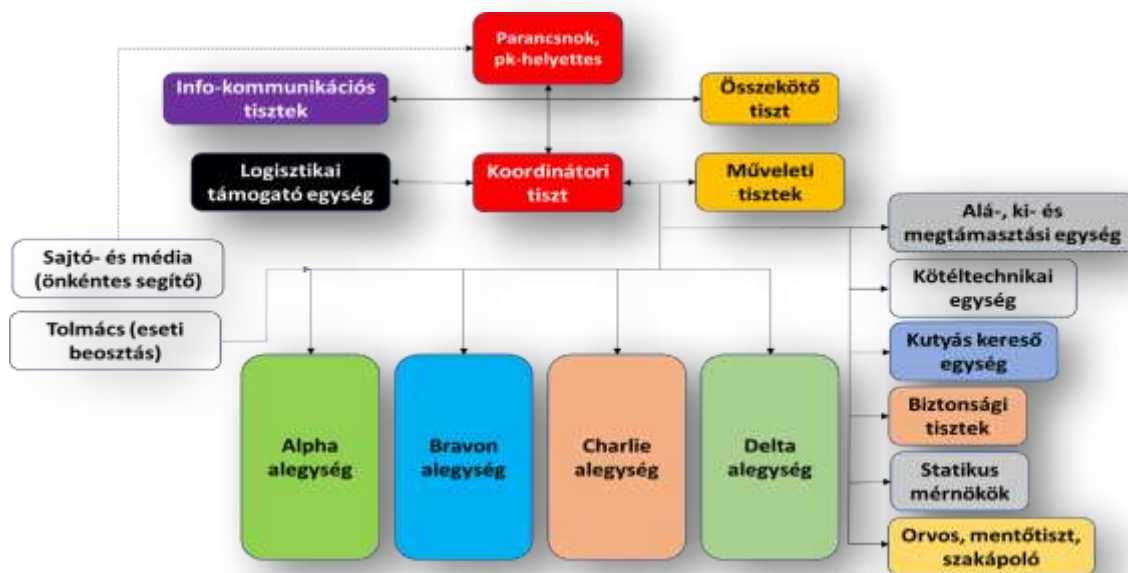 Parancsnok,
pk-helyettes
Info-kommunikációs
tisztek
Összekötő
tiszt
Logisztikai
támogató egység
Koordinátori
tiszt
Műveleti
tisztek
Alá-, ki- és
megtámasztási egység
Sajtó- és média
(önkéntes segítő)
Kötéltechnikai
egység
Tolmács (eseti
beosztás)
Kutyás kereső
egység
Biztonsági
tisztek
Alpha
alegység
Bravon
alegység
Charlie
alegység
Delta
alegység
Statikus
mérnökök
Orvos, mentőtiszt,
szakápoló